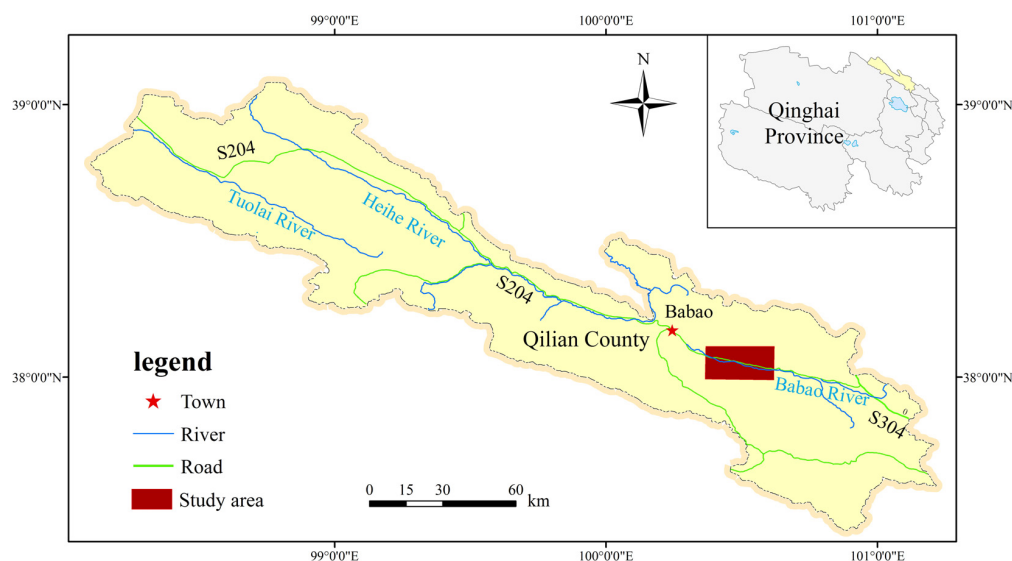 99°0'0"E
100°0'0"E
101°0'0"E
39°0'0"N
39°0'0"N
N
Qinghai
Province
S204
Tuolai River
Heihe River
S204
Babao
Qilian County
Babao River
S304
0
38°0'0"N
38°0'0"N
legend
Town
River
Road
Study area
0 15 30 60
km
99°0'0"E
100°0'0"E
101°0'0"E